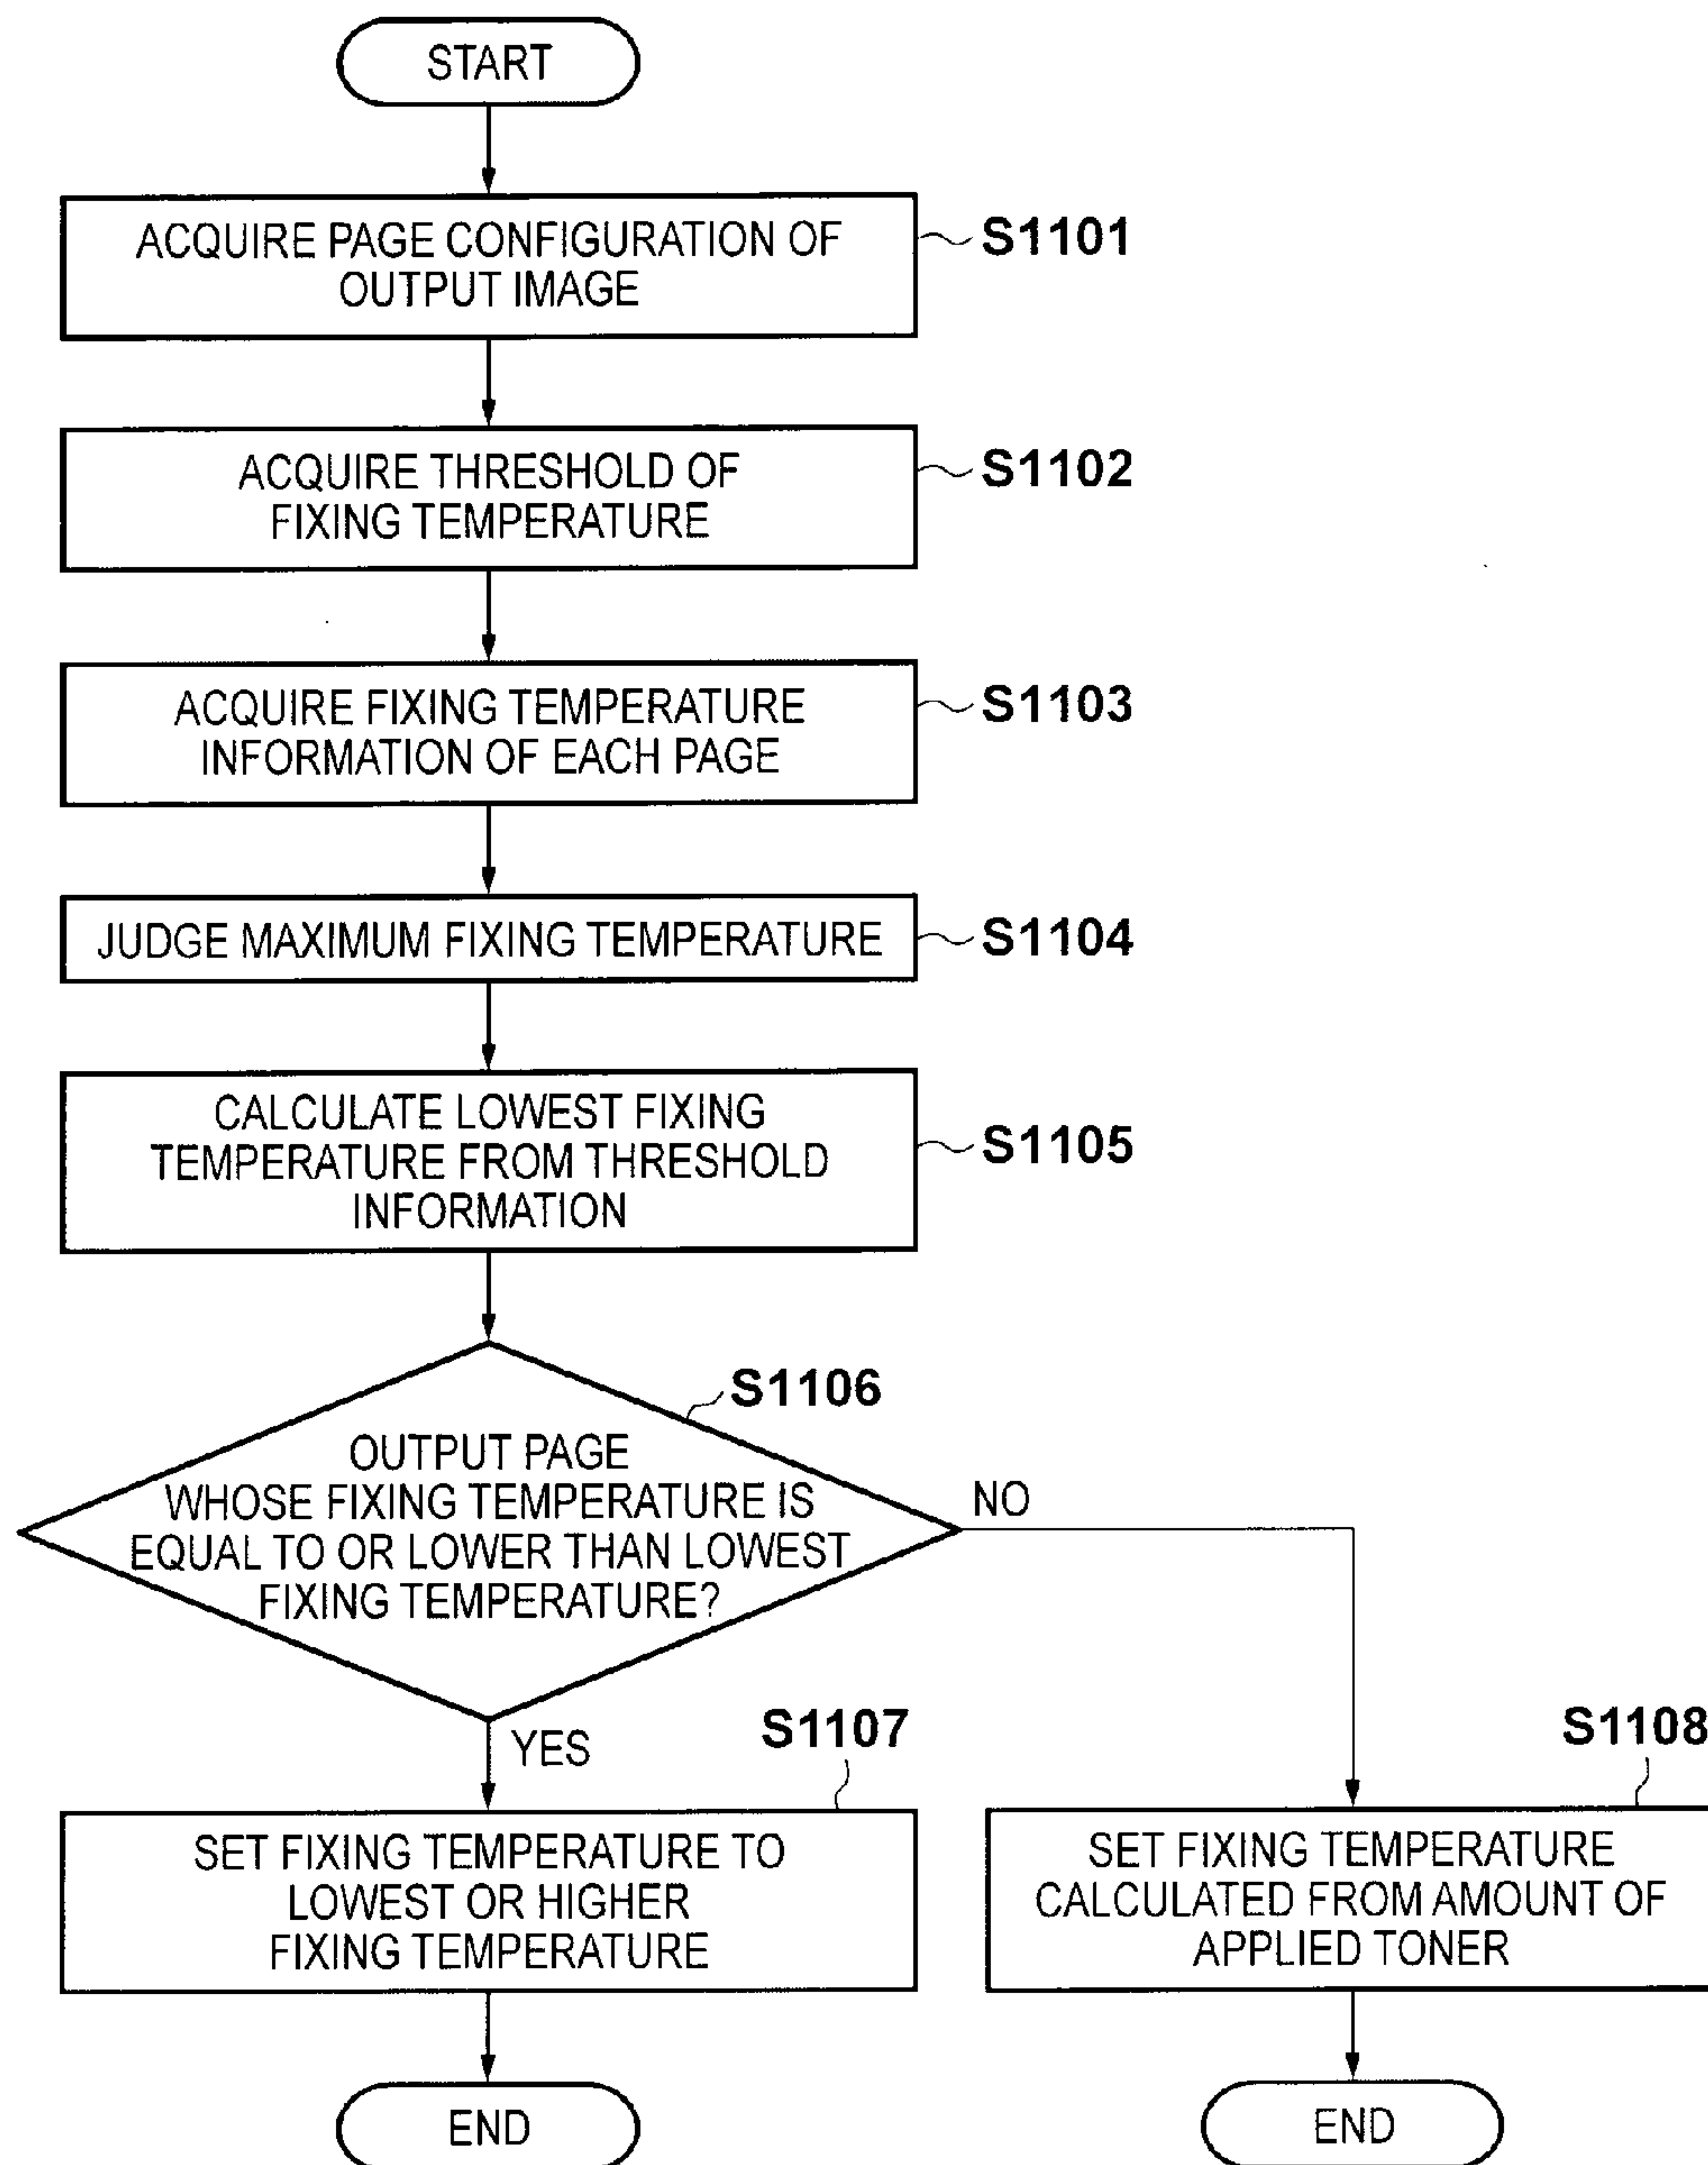 START
ACQUIRE PAGE CONFIGURATION OF
OUTPUT IMAGE
S1101
ACQUIRE THRESHOLD OF
FIXING TEMPERATURE
S1102
ACQUIRE FIXING TEMPERATURE
INFORMATION OF EACH PAGE
S1103
JUDGE MAXIMUM FIXING TEMPERATURE
S1104
CALCULATE LOWEST FIXING
TEMPERATURE FROM THRESHOLD
INFORMATION
S1105
S1106
OUTPUT PAGE
WHOSE FIXING TEMPERATURE IS
EQUAL TO OR LOWER THAN LOWEST
FIXING TEMPERATURE?
NO
YES
S1107
SET FIXING TEMPERATURE TO
LOWEST OR HIGHER
FIXING TEMPERATURE
S1108
SET FIXING TEMPERATURE
CALCULATED FROM AMOUNT OF
APPLIED TONER
END
END